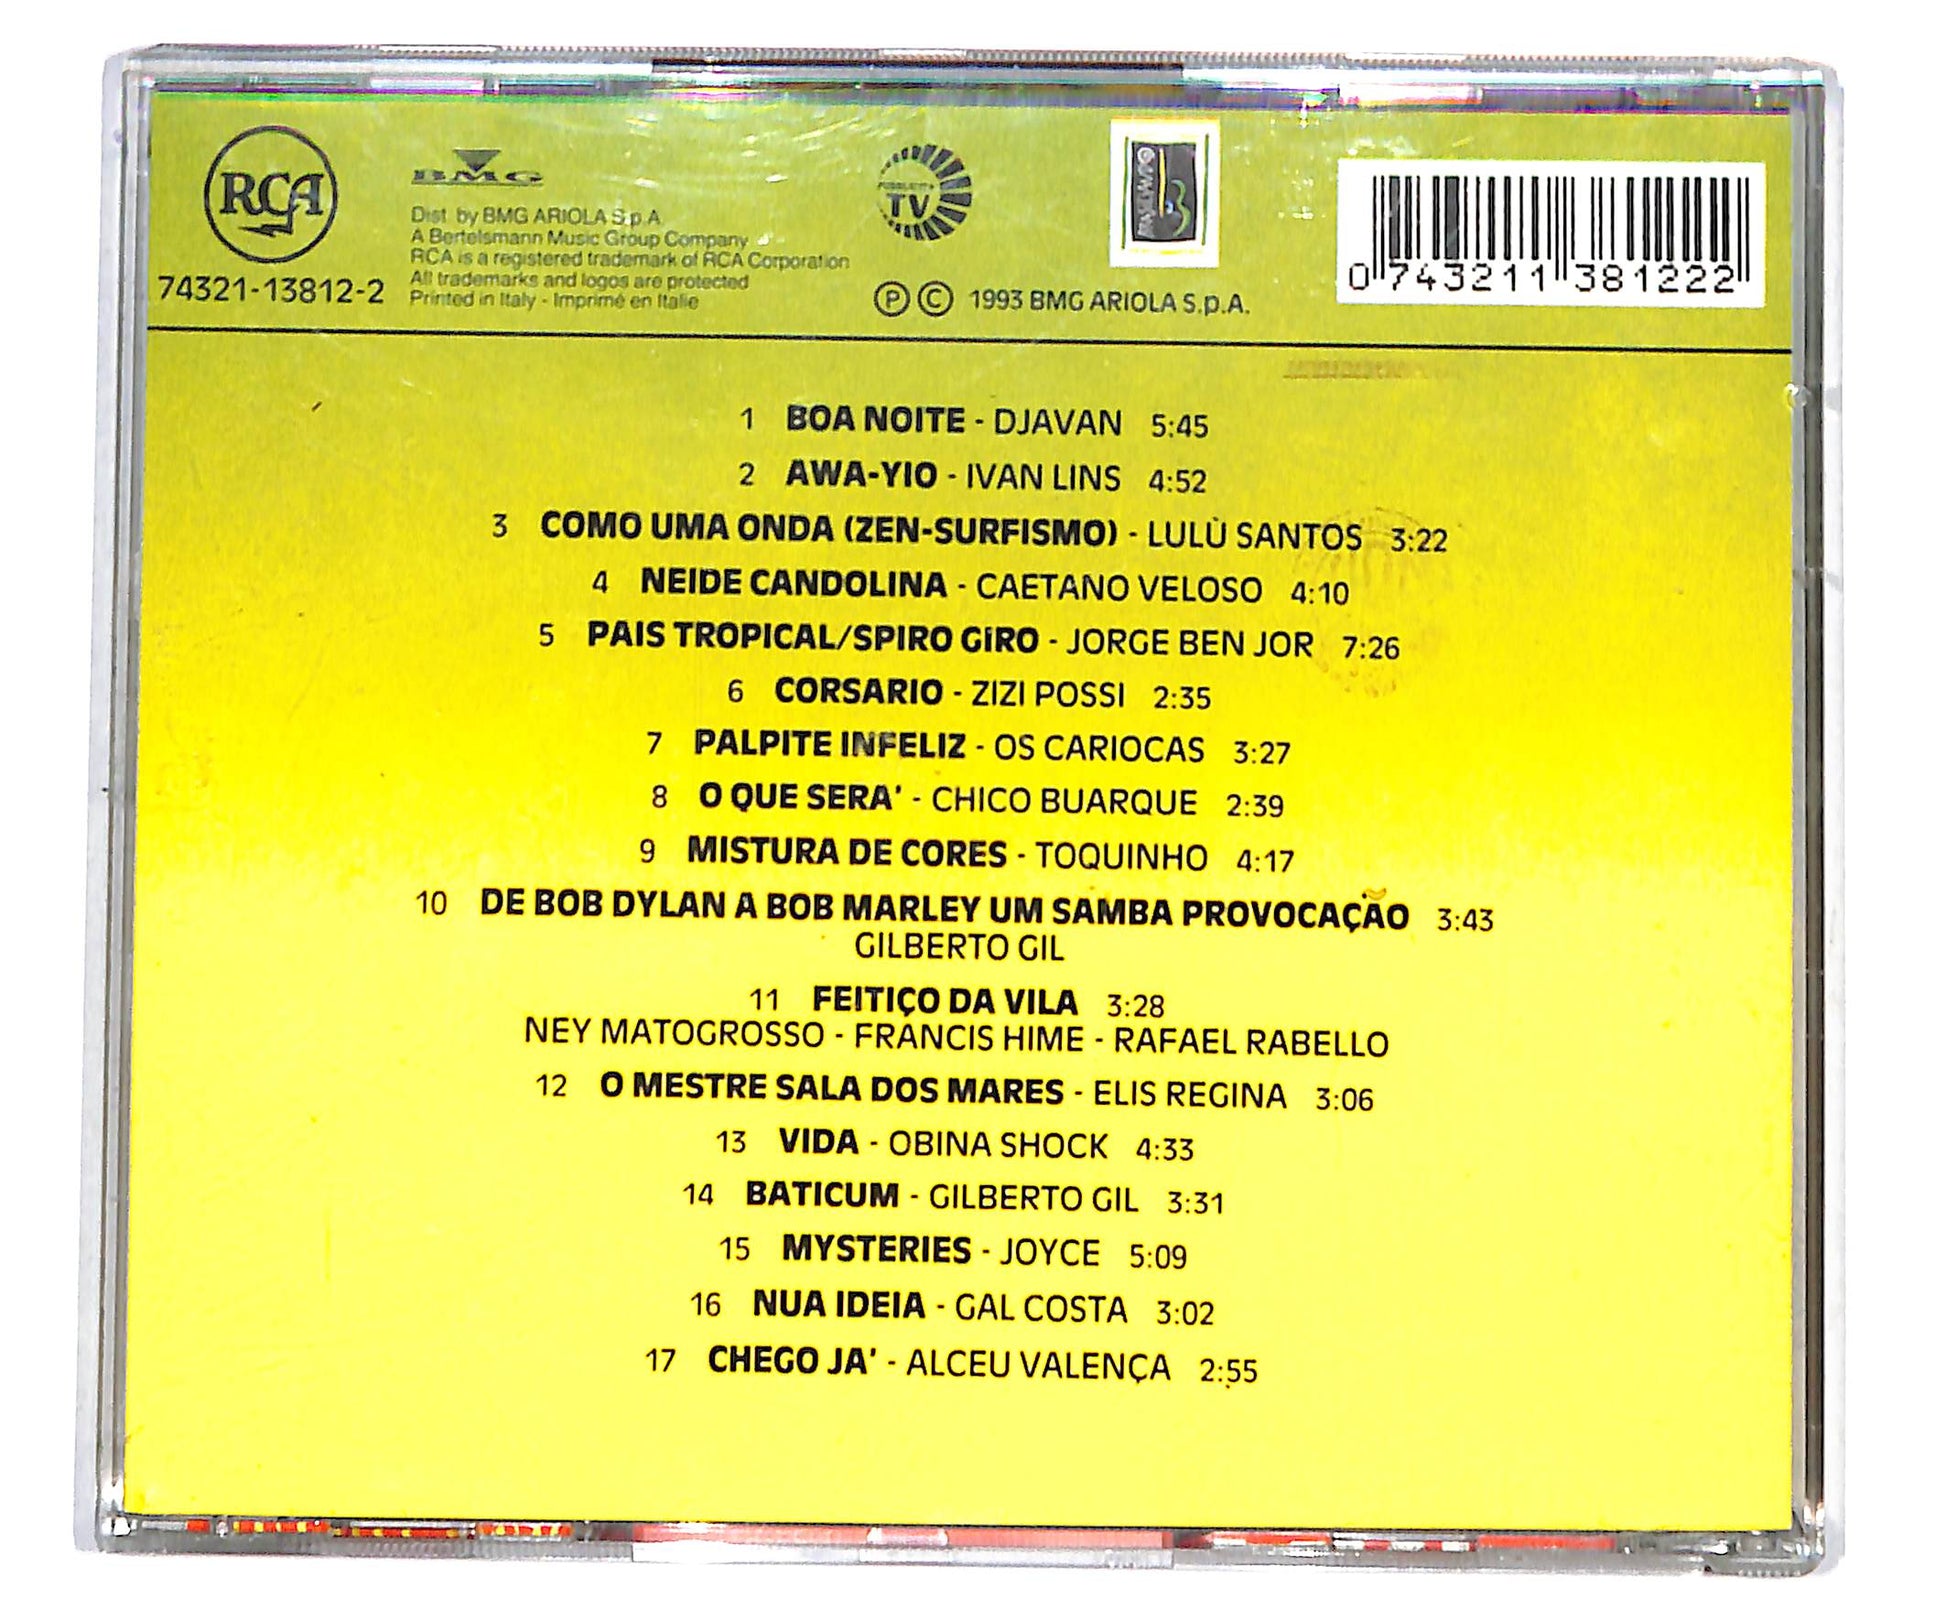 RCA
74321-13812-2
BMG
Dist. by BMG ARIOLA S.p.A.
A Bertelsmann Music Group Company
RCA is a registered trademark of RCA Corporation
All trademarks and logos are protected
Printed in Italy - Imprimé en Italie
TV
Ⓟ Ⓒ 1993 BMG ARIOLA S.p.A.
0 743211 381222
1 BOA NOITE - DJAVAN 5:45
2 AWA-YIO - IVAN LINS 4:52
3 COMO UMA ONDA (ZEN-SURFISMO) - LULÙ SANTOS 3:22
4 NEIDE CANDOLINA - CAETANO VELOSO 4:10
5 PAIS TROPICAL/SPIRO GiRO - JORGE BEN JOR 7:26
6 CORSARIO - ZIZI POSSI 2:35
7 PALPITE INFELIZ - OS CARIOCAS 3:27
8 O QUE SERA' - CHICO BUARQUE 2:39
9 MISTURA DE CORES - TOQUINHO 4:17
10 DE BOB DYLAN A BOB MARLEY UM SAMBA PROVOCAÇÃO 3:43
GILBERTO GIL
11 FEITIÇO DA VILA 3:28
NEY MATOGROSSO - FRANCIS HIME - RAFAEL RABELLO
12 O MESTRE SALA DOS MARES - ELIS REGINA 3:06
13 VIDA - OBINA SHOCK 4:33
14 BATICUM - GILBERTO GIL 3:31
15 MYSTERIES - JOYCE 5:09
16 NUA IDEIA - GAL COSTA 3:02
17 CHEGO JA' - ALCEU VALENÇA 2:55